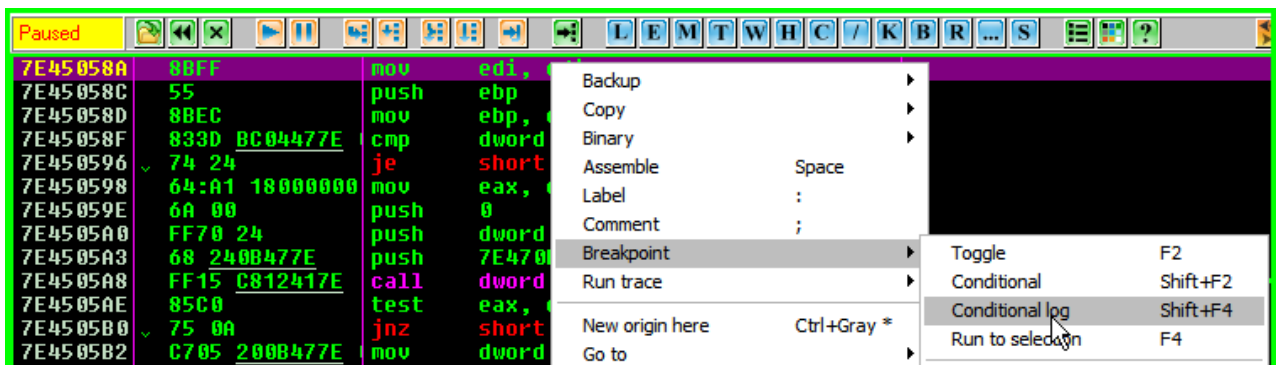 Paused L E M T W H C / K B R ... S ?
7E45058A 8BFF mov edi,
7E45058C 55 push ebp
7E45058D 8BEC mov ebp,
7E45058F 833D BC04477E cmp dword
7E450596 74 24 je short
7E450598 64:A1 18000000 mov eax,
7E45059E 6A 00 push 0
7E4505A0 FF70 24 push dword
7E4505A3 68 240B477E push 7E470B
7E4505A8 FF15 C812417E call dword
7E4505AE 85C0 test eax,
7E4505B0 75 0A jnz short
7E4505B2 C705 200B477E mov dword
Backup
Copy
Binary
Assemble Space
Label :
Comment ;
Breakpoint
Run trace
New origin here Ctrl+Gray *
Go to
Toggle F2
Conditional Shift+F2
Conditional log Shift+F4
Run to selection F4